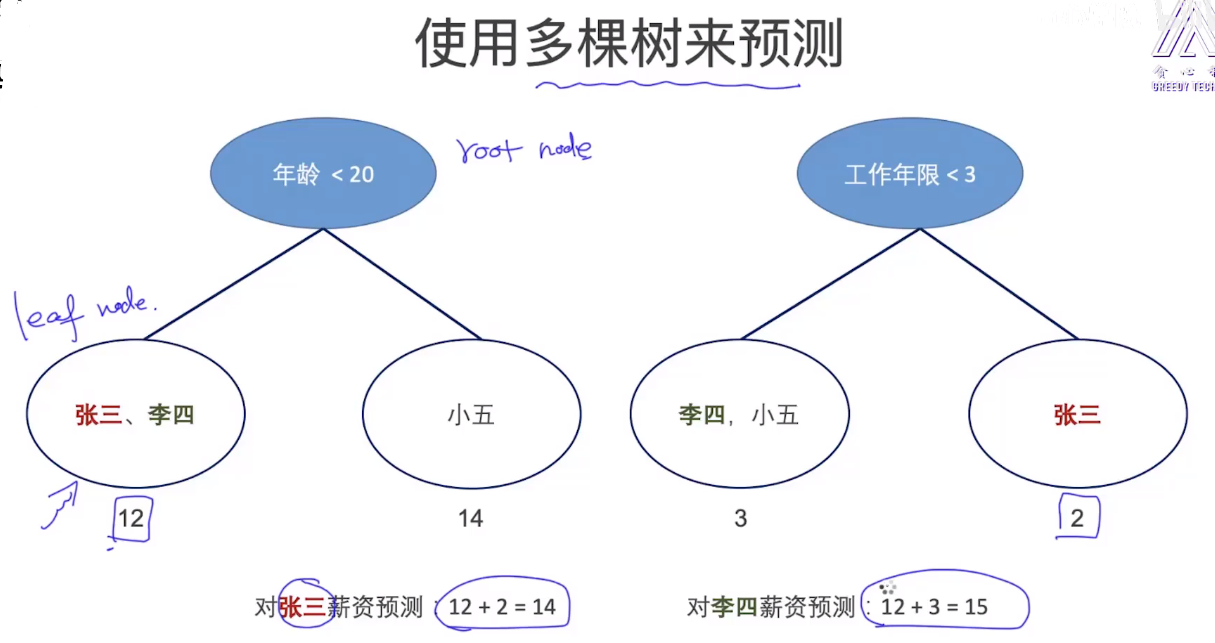 使用多棵树来预测
贪心
GREEDY TECH
年龄 < 20
root node
工作年限 < 3
leaf node.
张三、李四
小五
李四，小五
张三
12
14
3
2
对张三薪资预测：12 + 2 = 14
对李四薪资预测：12 + 3 = 15